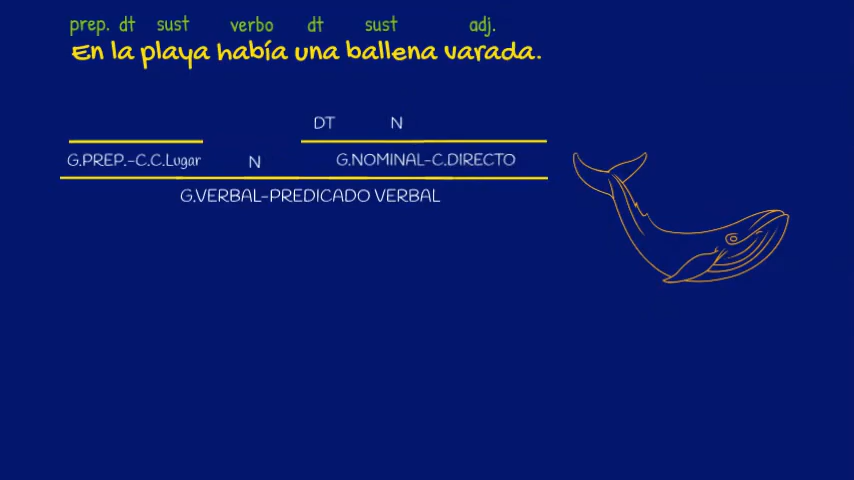 prep. dt sust verbo dt sust adj.
En la playa había una ballena varada.
DT N
G.PREP.-C.C.Lugar N G.NOMINAL-C.DIRECTO
G.VERBAL-PREDICADO VERBAL